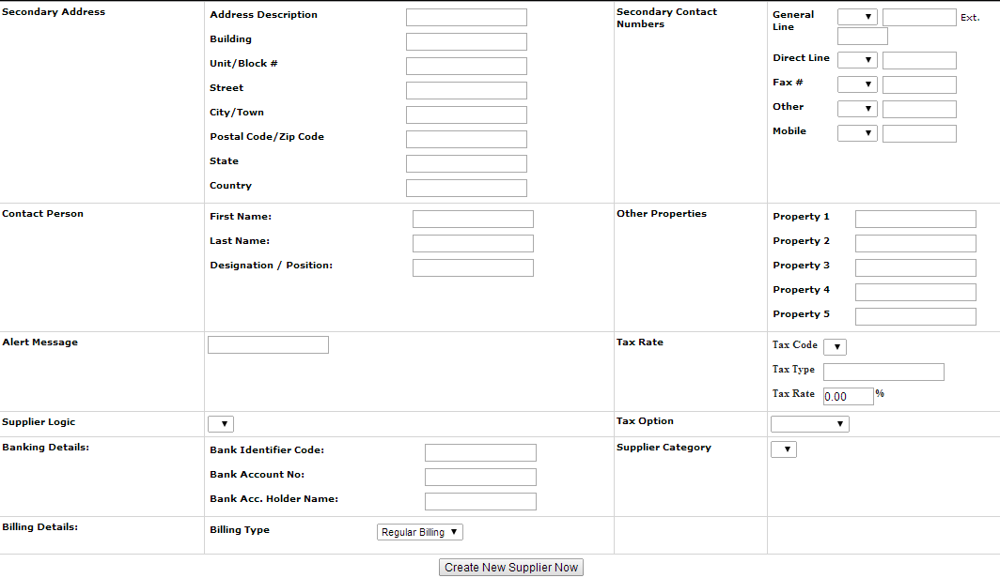 Secondary Address
Address Description
Building
Unit/Block #
Street
City/Town
Postal Code/Zip Code
State
Country
Secondary Contact
Numbers
General
Line
Ext.
Direct Line
Fax #
Other
Mobile
Contact Person
First Name:
Last Name:
Designation / Position:
Other Properties
Property 1
Property 2
Property 3
Property 4
Property 5
Alert Message
Tax Rate
Tax Code
Tax Type
Tax Rate 0.00 %
Supplier Logic
Tax Option
Banking Details:
Bank Identifier Code:
Bank Account No:
Bank Acc. Holder Name:
Supplier Category
Billing Details:
Billing Type Regular Billing
Create New Supplier Now